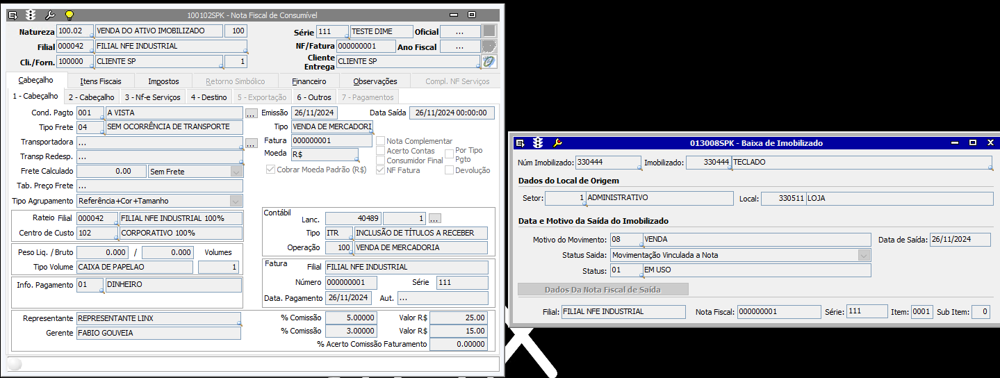 100102SPK - Nota Fiscal de Consumível
Natureza 100.02 VENDA DO ATIVO IMOBILIZADO 100 Série 111 TESTE DIME Oficial ...
Filial 000042 FILIAL NFE INDUSTRIAL NF/Fatura 000000001 Ano Fiscal ...
Cli./Forn. 100000 CLIENTE SP 1 Cliente Entrega CLIENTE SP
Cabeçalho Itens Fiscais Impostos Retorno Simbólico Financeiro Observações Compl. NF Serviços
1 - Cabeçalho 2 - Cabeçalho 3 - Nf-e Serviços 4 - Destino 5 - Exportação 6 - Outros 7 - Pagamentos
Cond. Pagto 001 A VISTA ... Emissão 26/11/2024 Data Saída 26/11/2024 00:00:00
Tipo Frete 04 SEM OCORRÊNCIA DE TRANSPORTE Tipo VENDA DE MERCADORI
Transportadora ... ... Fatura 000000001 Nota Complementar
Transp Redesp. ... Moeda R$ Acerto Contas Por Tipo Pgto
Consumidor Final
Frete Calculado 0.00 Sem Frete Cobrar Moeda Padrão (R$) NF Fatura Devolução
Tab. Preço Frete ...
Tipo Agrupamento Referência+Cor+Tamanho
Rateio Filial 000042 FILIAL NFE INDUSTRIAL 100%
Centro de Custo 102 CORPORATIVO 100%
Contábil
Lanc. 40489 1 ...
Tipo ITR INCLUSÃO DE TÍTULOS A RECEBER
Operação 100 VENDA DE MERCADORIA
Peso Liq. / Bruto 0.000 / 0.000 Volumes
Tipo Volume CAIXA DE PAPELAO 1
Info. Pagamento 01 DINHEIRO
Fatura Filial FILIAL NFE INDUSTRIAL
Número 000000001 Série 111
Data. Pagamento 26/11/2024 Aut. ...
Representante REPRESENTANTE LINX % Comissão 5.00000 Valor R$ 25.00
Gerente FABIO GOUVEIA % Comissão 3.00000 Valor R$ 15.00
% Acerto Comissão Faturamento 0.00000
013008SPK - Baixa de Imobilizado
Núm Imobilizado: 330444 Imobilizado: 330444 TECLADO
Dados do Local de Origem
Setor: 1 ADMINISTRATIVO Local: 330511 LOJA
Data e Motivo da Saída do Imobilizado
Motivo do Movimento: 08 VENDA Data de Saída: 26/11/2024
Status Saida: Movimentação Vinculada a Nota
Status: 01 EM USO
Dados Da Nota Fiscal de Saída
Filial: FILIAL NFE INDUSTRIAL Nota Fiscal: 000000001 Série: 111 Item: 0001 Sub Item: 0